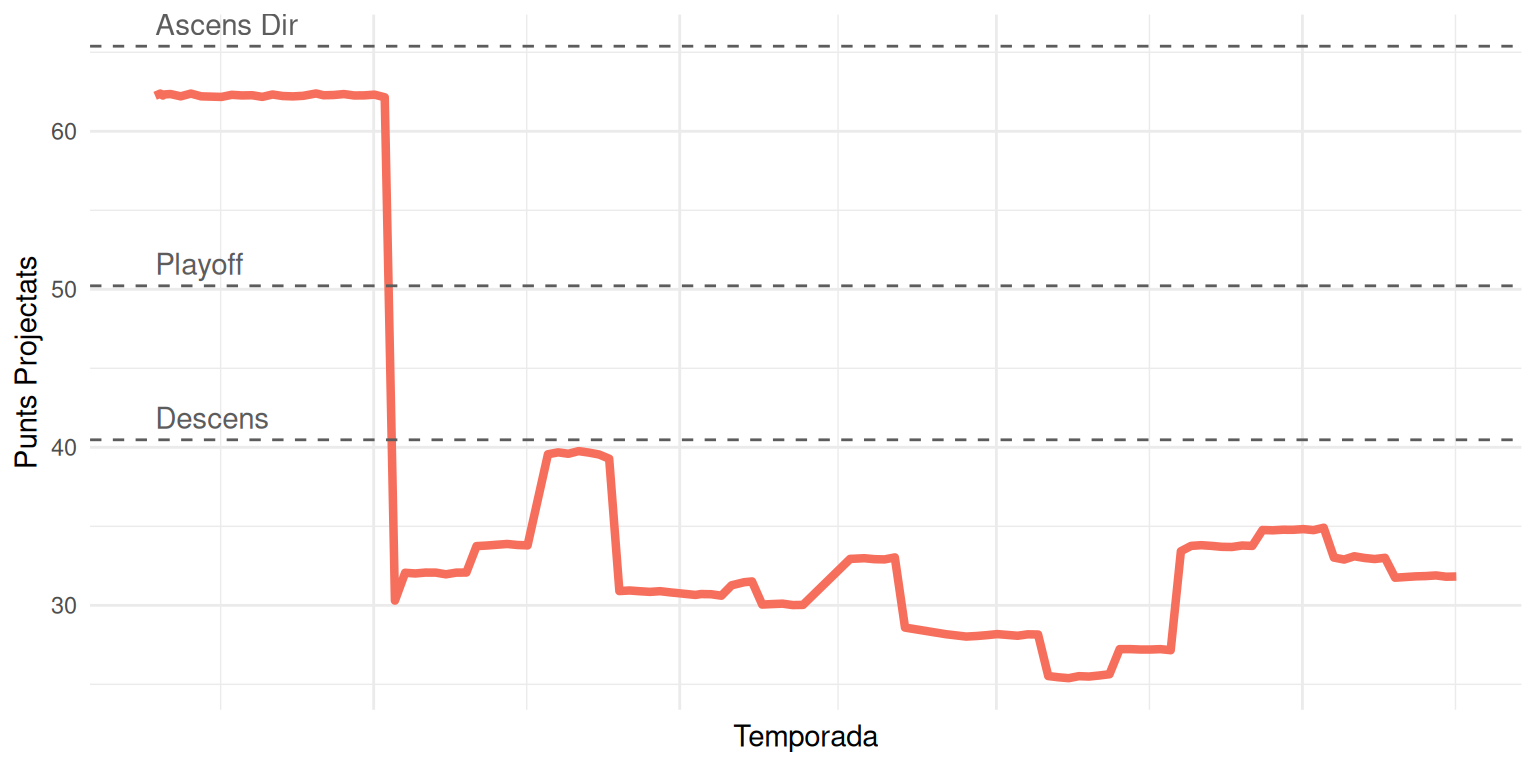 Ascens Dir
60
Playoff
50
Descens
40
30
Punts Projectats
Temporada